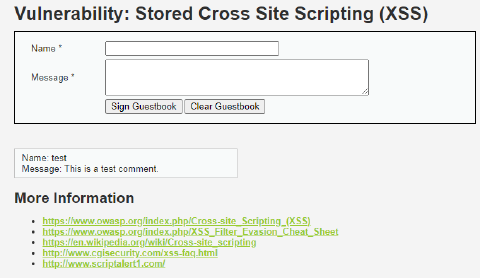 Vulnerability: Stored Cross Site Scripting (XSS)
Name *
Message *
Sign Guestbook Clear Guestbook
Name: test
Message: This is a test comment.
More Information
https://www.owasp.org/index.php/Cross-site_Scripting_(XSS)
https://www.owasp.org/index.php/XSS_Filter_Evasion_Cheat_Sheet
https://en.wikipedia.org/wiki/Cross-site_scripting
http://www.cgisecurity.com/xss-faq.html
http://www.scriptalert1.com/